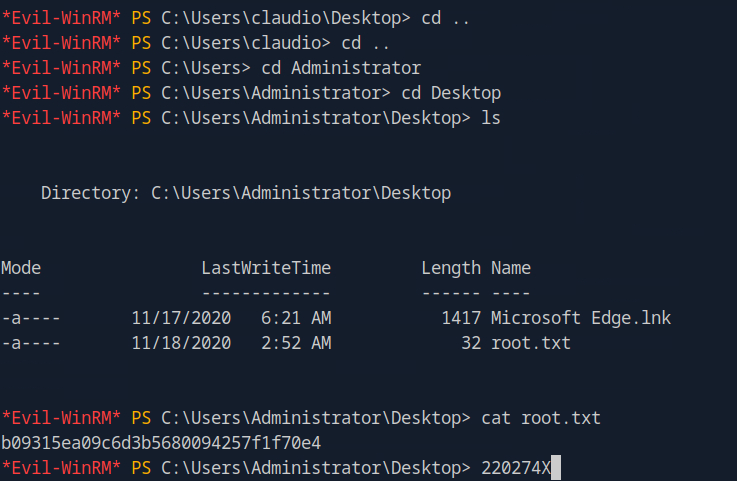 *Evil-WinRM* PS C:\Users\claudio\Desktop> cd ..
*Evil-WinRM* PS C:\Users\claudio> cd ..
*Evil-WinRM* PS C:\Users> cd Administrator
*Evil-WinRM* PS C:\Users\Administrator> cd Desktop
*Evil-WinRM* PS C:\Users\Administrator\Desktop> ls
Directory: C:\Users\Administrator\Desktop
Mode LastWriteTime Length Name
---- ------------- ------ ----
-a---- 11/17/2020 6:21 AM 1417 Microsoft Edge.lnk
-a---- 11/18/2020 2:52 AM 32 root.txt
*Evil-WinRM* PS C:\Users\Administrator\Desktop> cat root.txt
b09315ea09c6d3b5680094257f1f70e4
*Evil-WinRM* PS C:\Users\Administrator\Desktop> 220274X